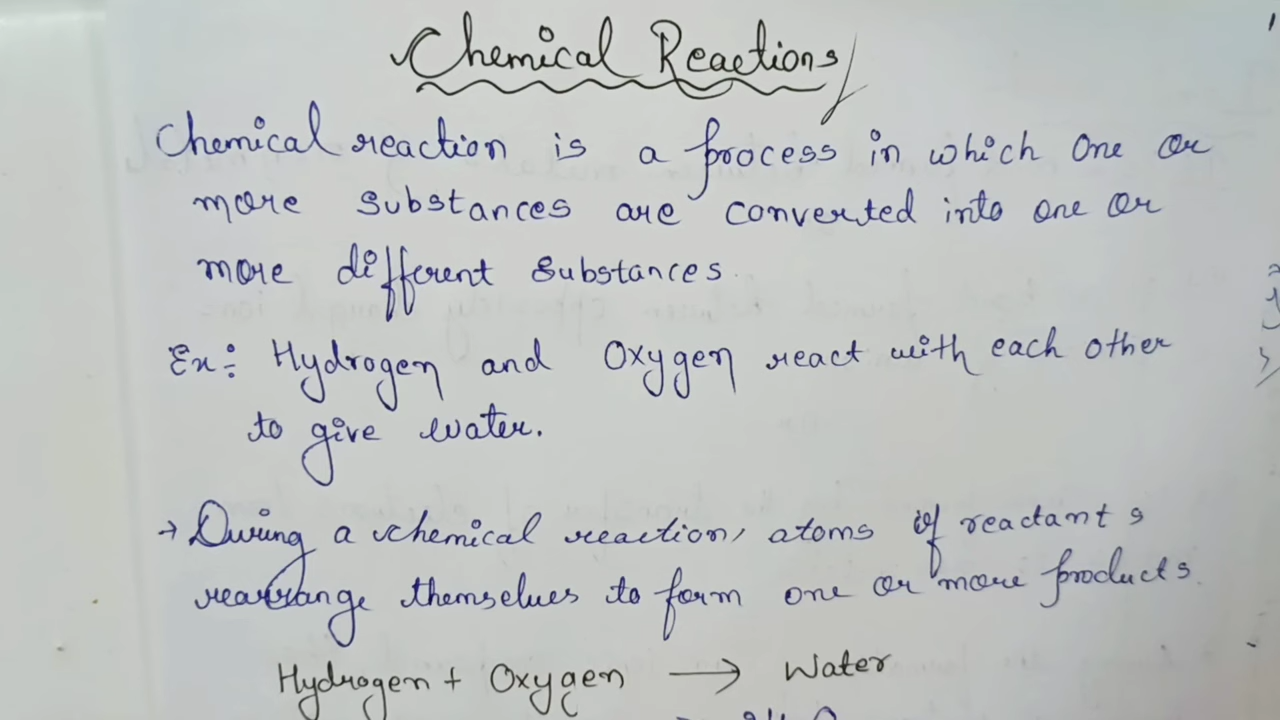 Chemical Reactions
Chemical reaction is a process in which One or
more substances are converted into one or
more different substances.
Ex:- Hydrogen and Oxygen react with each other
to give water.
→ During a chemical reaction, atoms of reactants
rearrange themselves to form one or more products.
Hydrogen + Oxygen → Water